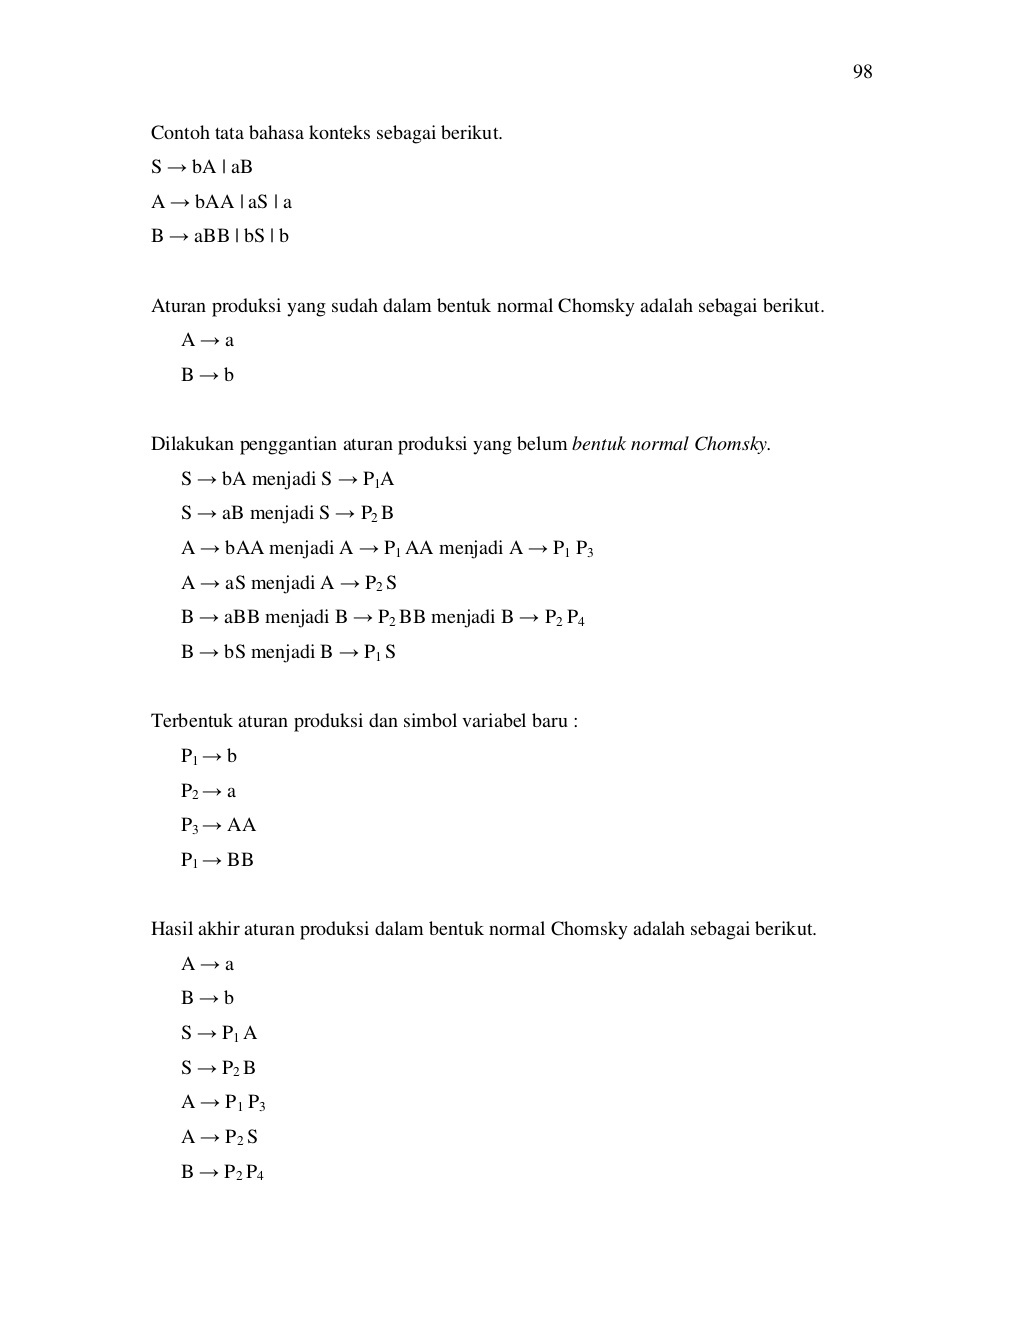 98
Contoh tata bahasa konteks sebagai berikut.
S → bA | aB
A → bAA | aS | a
B → aBB | bS | b
Aturan produksi yang sudah dalam bentuk normal Chomsky adalah sebagai berikut.
A → a
B → b
Dilakukan penggantian aturan produksi yang belum bentuk normal Chomsky.
S → bA menjadi S → P₁A
S → aB menjadi S → P₂ B
A → bAA menjadi A → P₁ AA menjadi A → P₁ P₃
A → aS menjadi A → P₂ S
B → aBB menjadi B → P₂ BB menjadi B → P₂ P₄
B → bS menjadi B → P₁ S
Terbentuk aturan produksi dan simbol variabel baru :
P₁ → b
P₂ → a
P₃ → AA
P₁ → BB
Hasil akhir aturan produksi dalam bentuk normal Chomsky adalah sebagai berikut.
A → a
B → b
S → P₁ A
S → P₂ B
A → P₁ P₃
A → P₂ S
B → P₂ P₄